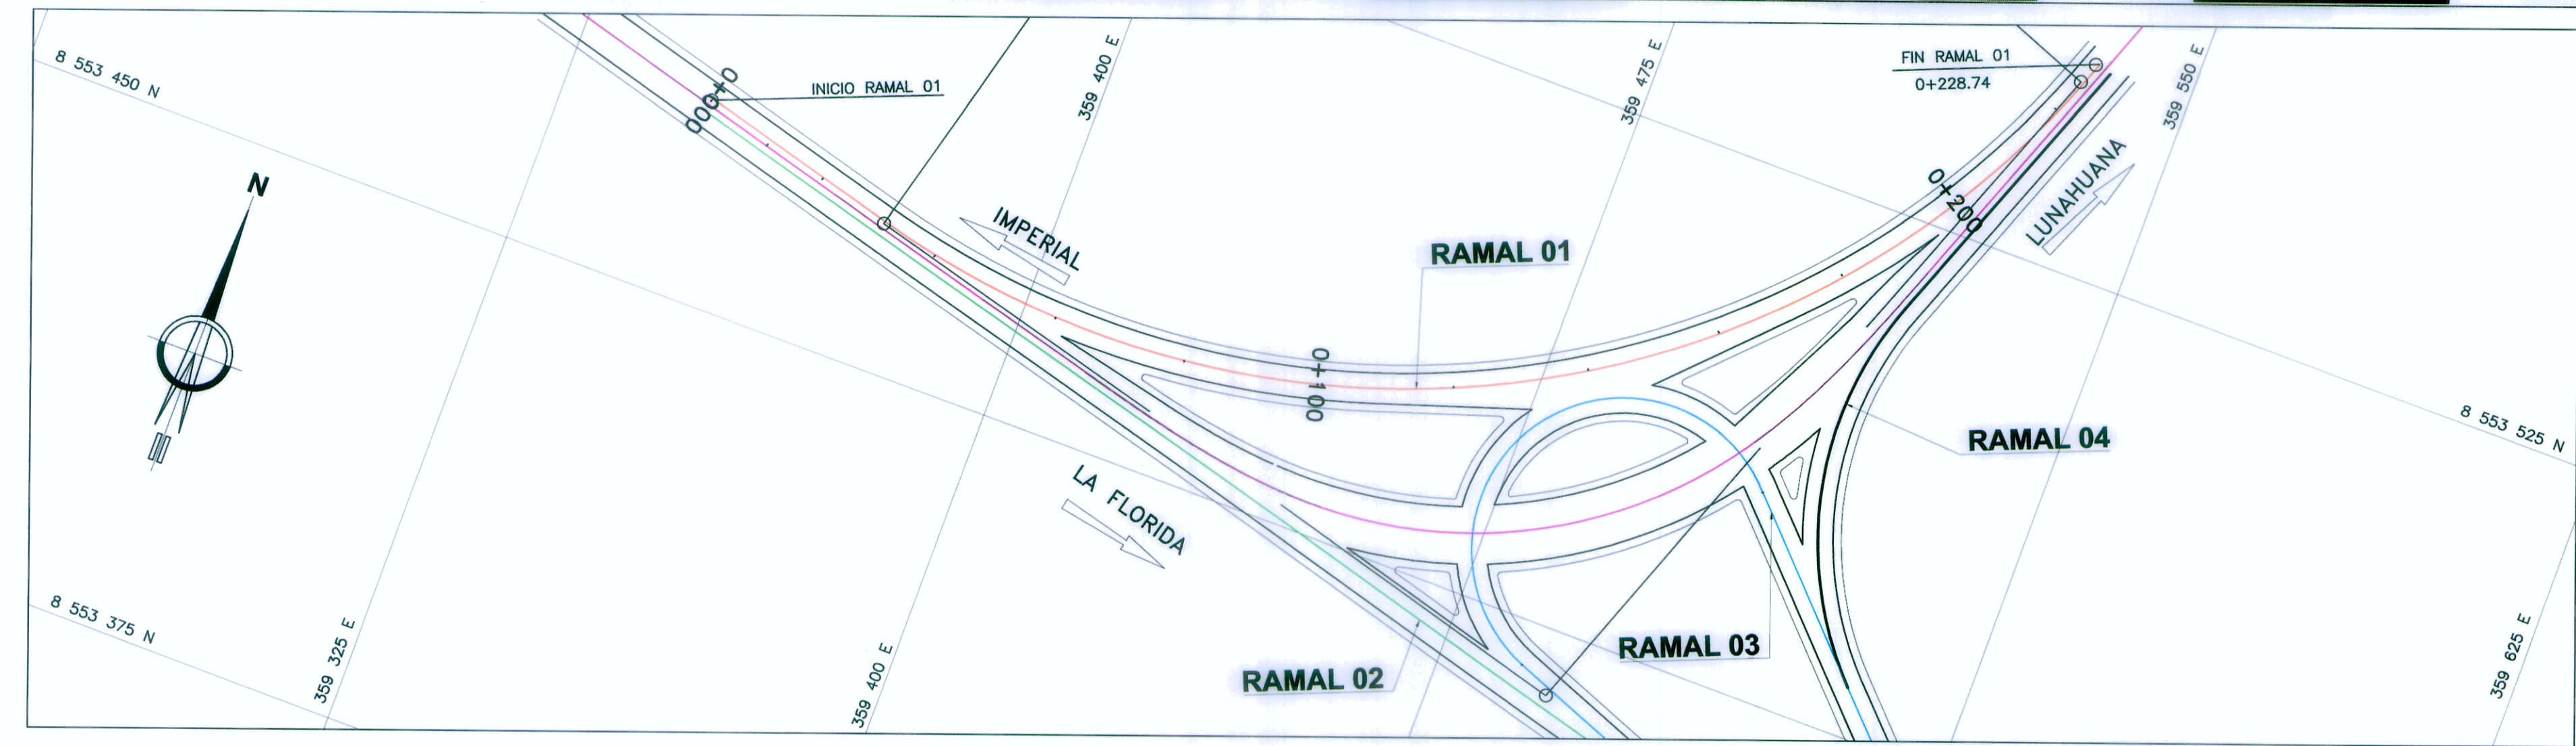 8 553 450 N
0+000
INICIO RAMAL 01
359 400 E
359 475 E
FIN RAMAL 01
0+228.74
359 550 E
N
IMPERIAL
RAMAL 01
0+200
LUNAHUANA
0+100
RAMAL 04
8 553 525 N
LA FLORIDA
8 553 375 N
359 325 E
359 400 E
RAMAL 02
RAMAL 03
359 625 E